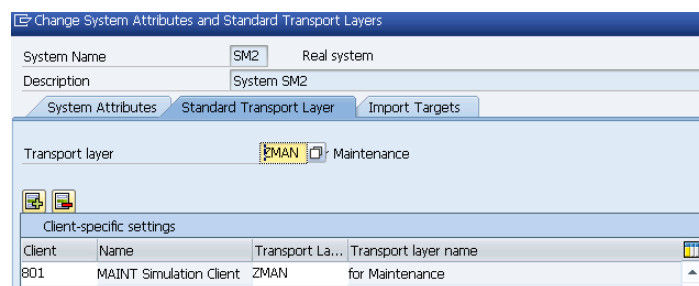 Change System Attributes and Standard Transport Layers
System Name SM2 Real system
Description System SM2
System Attributes Standard Transport Layer Import Targets
Transport layer ZMAN Maintenance
Client-specific settings
Client Name Transport La... Transport layer name
801 MAINT Simulation Client ZMAN for Maintenance